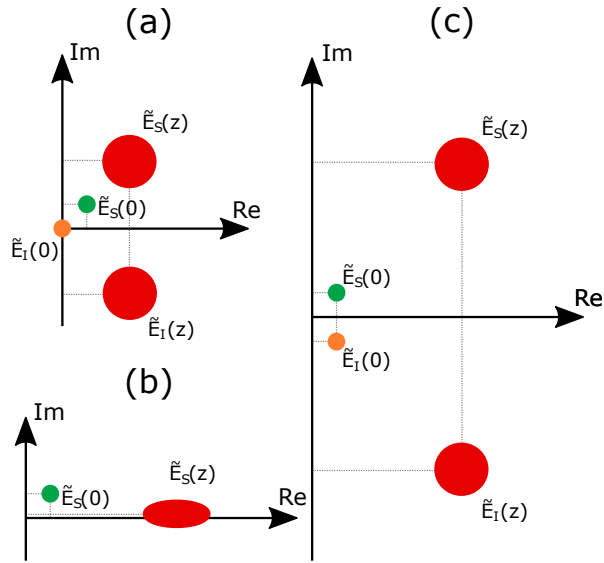 (a)
Im
Ẽ_S(z)
Ẽ_S(0)
Re
Ẽ_I(0)
Ẽ_I(z)
(b)
Im
Ẽ_S(z)
Ẽ_S(0)
Re
(c)
Im
Ẽ_S(z)
Ẽ_S(0)
Re
Ẽ_I(0)
Ẽ_I(z)